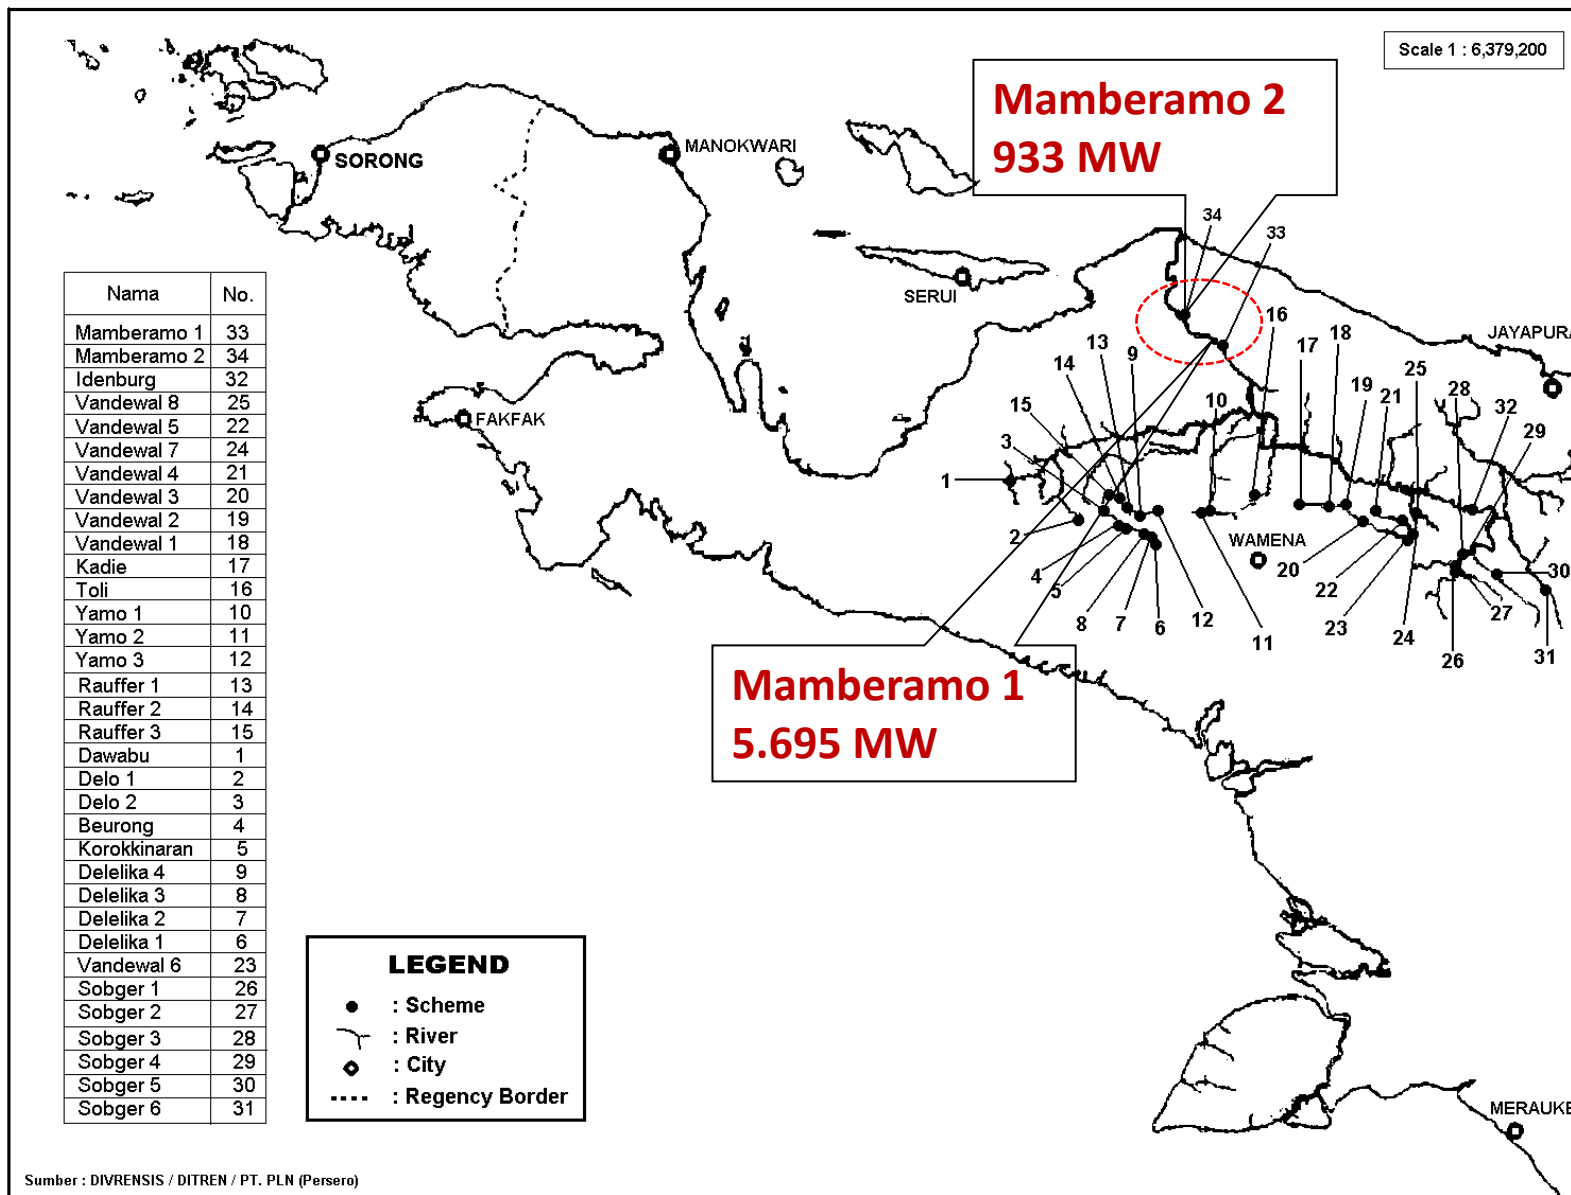 Scale 1 : 6,379,200
Mamberamo 2
933 MW
SORONG
MANOKWARI
SERUI
JAYAPURA
FAKFAK
WAMENA
MERAUKE
34
33
16
13
9
14
15
10
3
1
2
4
5
8
7
6
12
11
17
18
19
21
25
28
32
29
20
22
23
24
26
27
30
31
Mamberamo 1
5.695 MW
Nama No.
Mamberamo 1 33
Mamberamo 2 34
Idenburg 32
Vandewal 8 25
Vandewal 5 22
Vandewal 7 24
Vandewal 4 21
Vandewal 3 20
Vandewal 2 19
Vandewal 1 18
Kadie 17
Toli 16
Yamo 1 10
Yamo 2 11
Yamo 3 12
Rauffer 1 13
Rauffer 2 14
Rauffer 3 15
Dawabu 1
Delo 1 2
Delo 2 3
Beurong 4
Korokkinaran 5
Delelika 4 9
Delelika 3 8
Delelika 2 7
Delelika 1 6
Vandewal 6 23
Sobger 1 26
Sobger 2 27
Sobger 3 28
Sobger 4 29
Sobger 5 30
Sobger 6 31
LEGEND
: Scheme
: River
: City
: Regency Border
Sumber : DIVRENSIS / DITREN / PT. PLN (Persero)